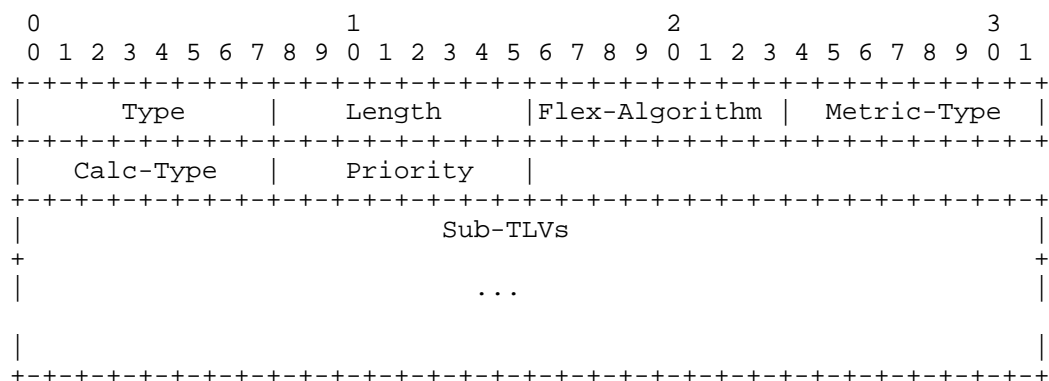 0                   1                   2                   3
 0 1 2 3 4 5 6 7 8 9 0 1 2 3 4 5 6 7 8 9 0 1 2 3 4 5 6 7 8 9 0 1
+-+-+-+-+-+-+-+-+-+-+-+-+-+-+-+-+-+-+-+-+-+-+-+-+-+-+-+-+-+-+-+-+
|      Type     |    Length     |Flex-Algorithm |  Metric-Type  |
+-+-+-+-+-+-+-+-+-+-+-+-+-+-+-+-+-+-+-+-+-+-+-+-+-+-+-+-+-+-+-+-+
|   Calc-Type   |    Priority   |
+-+-+-+-+-+-+-+-+-+-+-+-+-+-+-+-+-+-+-+-+-+-+-+-+-+-+-+-+-+-+-+-+
|                          Sub-TLVs                             |
+                                                               +
|                            ...                                |

|                                                               |
+-+-+-+-+-+-+-+-+-+-+-+-+-+-+-+-+-+-+-+-+-+-+-+-+-+-+-+-+-+-+-+-+